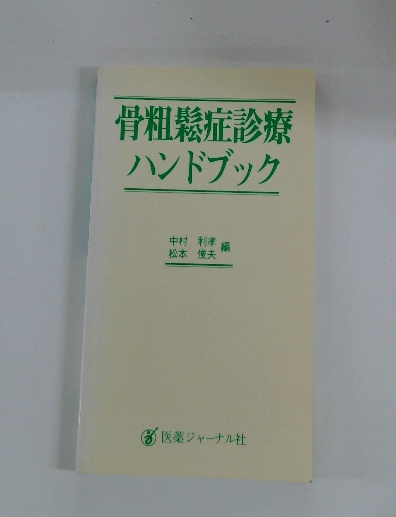 骨粗鬆症診療
ハンドブック
中村 利孝
松本 俊夫
編
医薬ジャーナル社